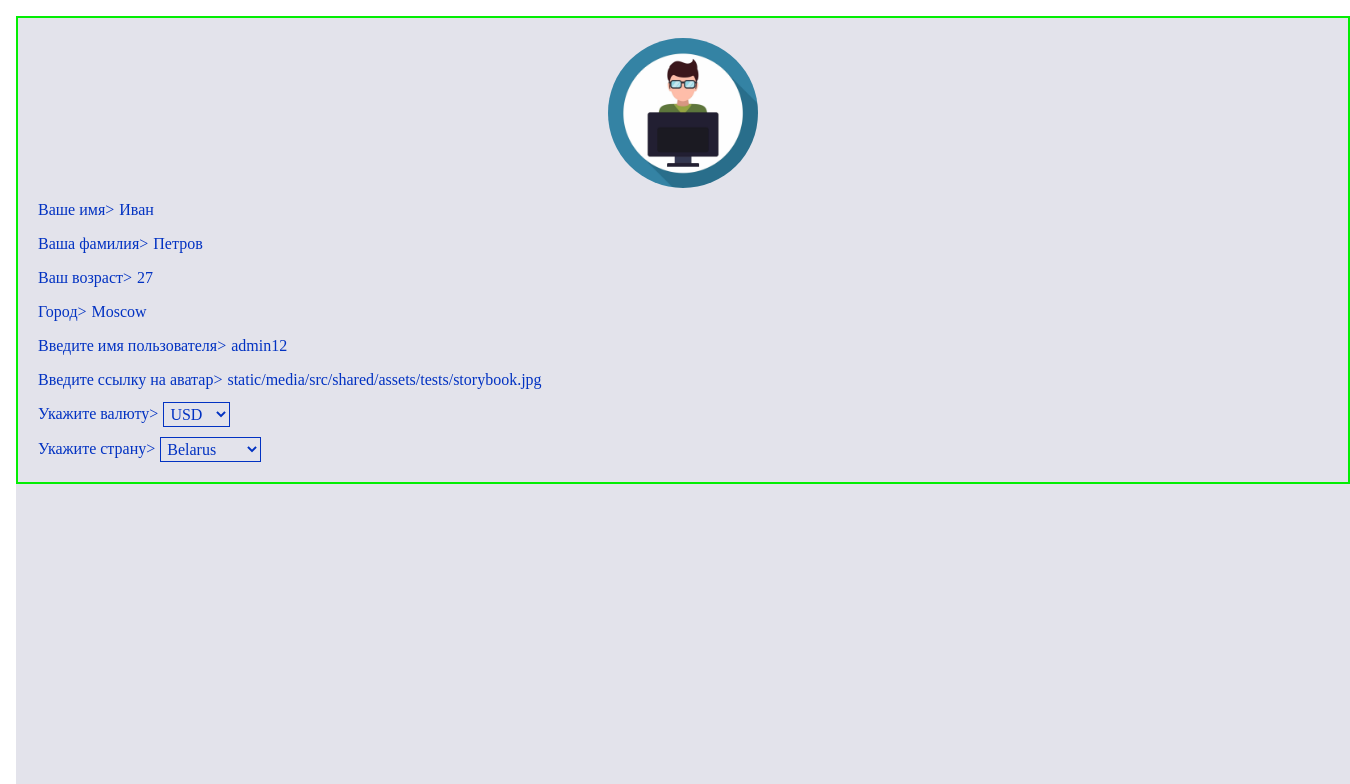 Ваше имя> Иван
Ваша фамилия> Петров
Ваш возраст> 27
Город> Moscow
Введите имя пользователя> admin12
Введите ссылку на аватар> static/media/src/shared/assets/tests/storybook.jpg
Укажите валюту> USD
Укажите страну> Belarus